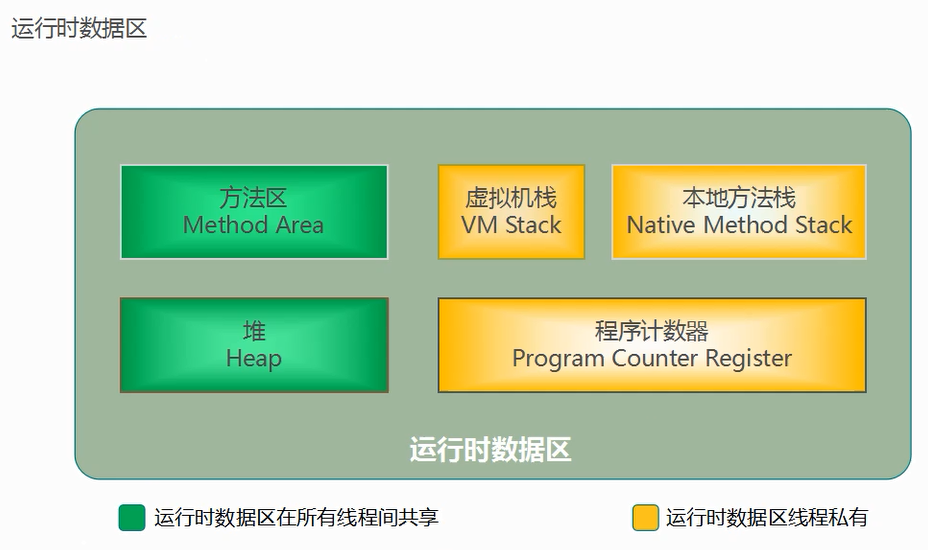 运行时数据区
方法区
Method Area
虚拟机栈
VM Stack
本地方法栈
Native Method Stack
堆
Heap
程序计数器
Program Counter Register
运行时数据区
运行时数据区在所有线程间共享
运行时数据区线程私有